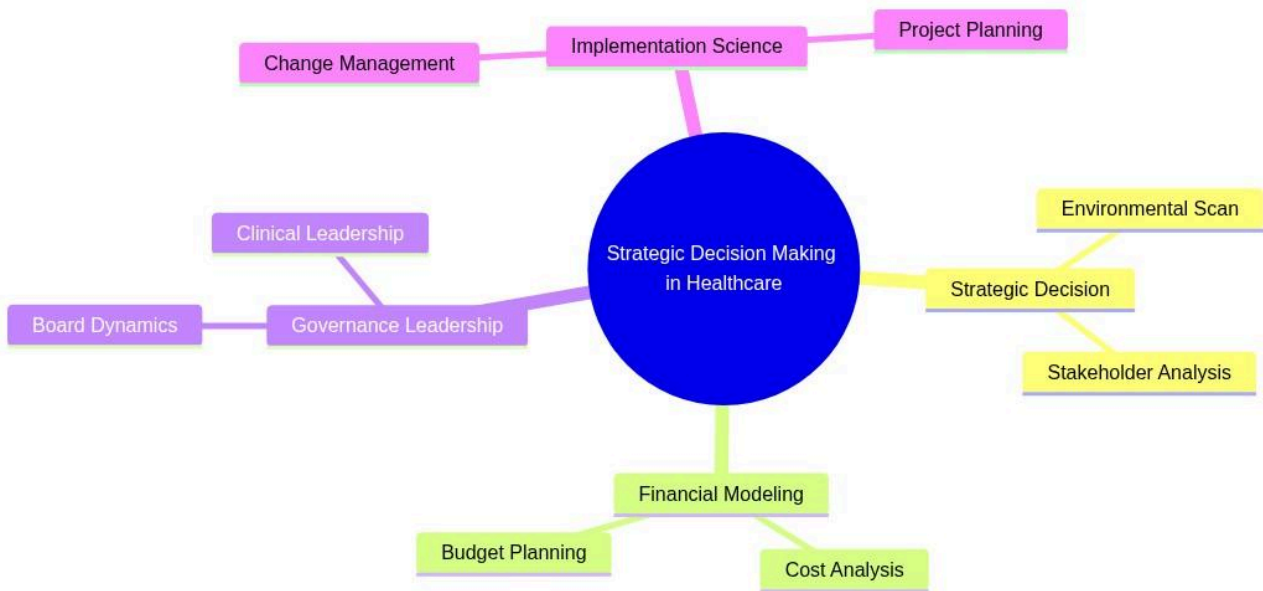 Project Planning
Implementation Science
Change Management
Environmental Scan
Clinical Leadership
Strategic Decision Making
in Healthcare
Strategic Decision
Board Dynamics
Governance Leadership
Stakeholder Analysis
Financial Modeling
Budget Planning
Cost Analysis